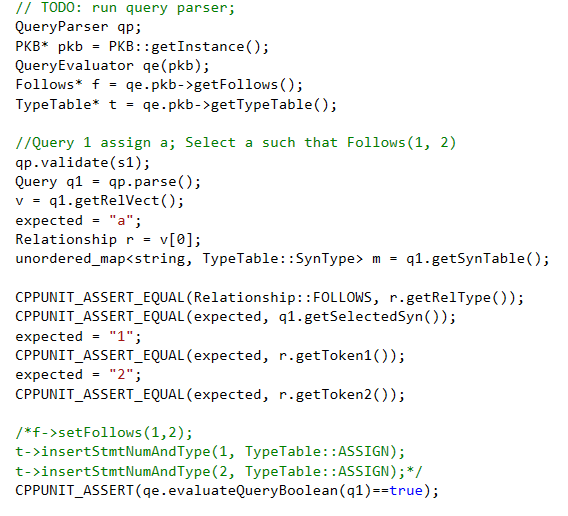 // TODO: run query parser;
QueryParser qp;
PKB* pkb = PKB::getInstance();
QueryEvaluator qe(pkb);
Follows* f = qe.pkb->getFollows();
TypeTable* t = qe.pkb->getTypeTable();

//Query 1 assign a; Select a such that Follows(1, 2)
qp.validate(s1);
Query q1 = qp.parse();
v = q1.getRelVect();
expected = "a";
Relationship r = v[0];
unordered_map<string, TypeTable::SynType> m = q1.getSynTable();

CPPUNIT_ASSERT_EQUAL(Relationship::FOLLOWS, r.getRelType());
CPPUNIT_ASSERT_EQUAL(expected, q1.getSelectedSyn());
expected = "1";
CPPUNIT_ASSERT_EQUAL(expected, r.getToken1());
expected = "2";
CPPUNIT_ASSERT_EQUAL(expected, r.getToken2());

/*f->setFollows(1,2);
t->insertStmtNumAndType(1, TypeTable::ASSIGN);
t->insertStmtNumAndType(2, TypeTable::ASSIGN);*/
CPPUNIT_ASSERT(qe.evaluateQueryBoolean(q1)==true);